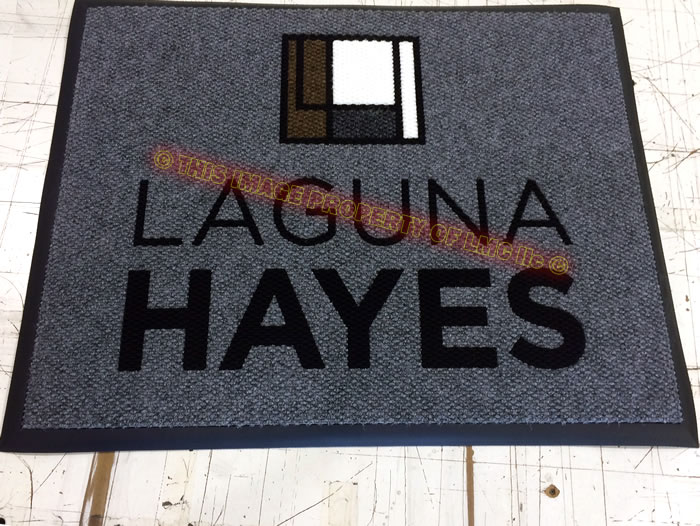 © THIS IMAGE PROPERTY OF LMG llc ©
LAGUNA
HAYES